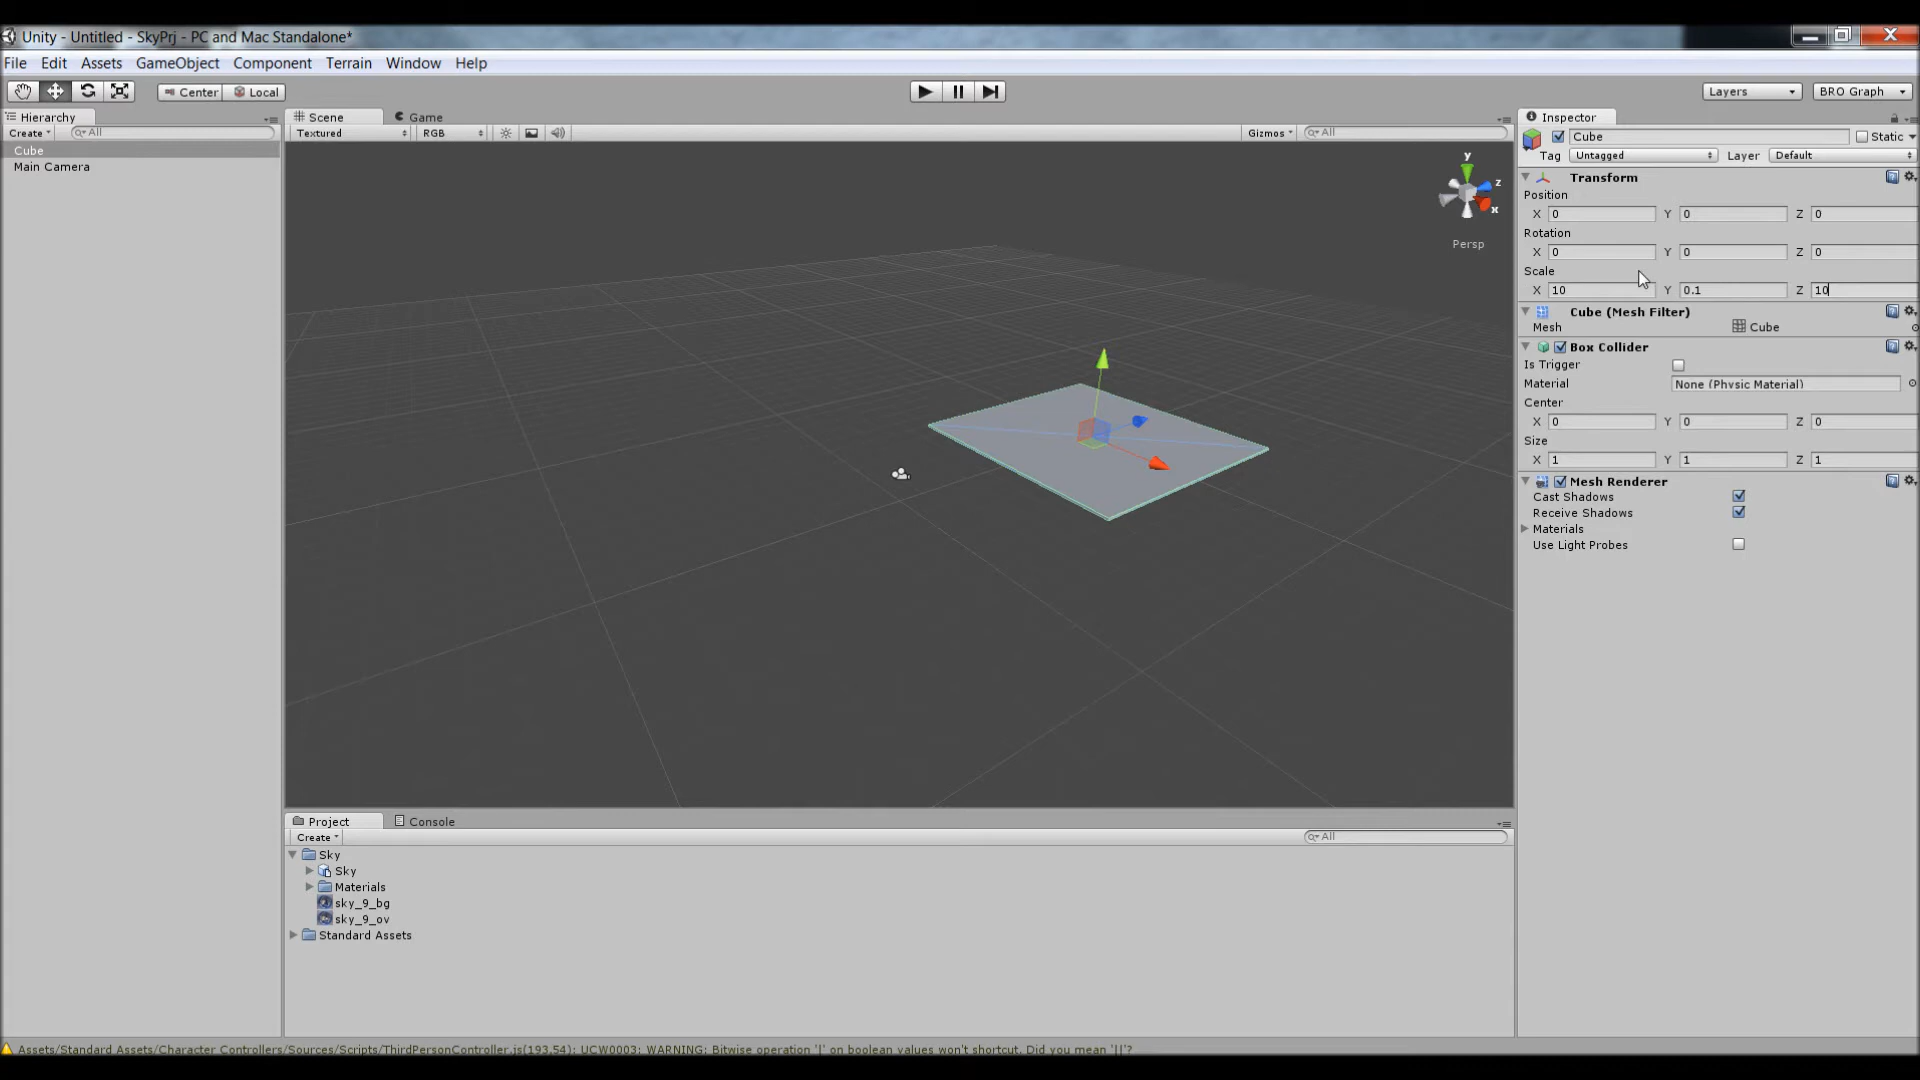 Unity - Untitled - SkyPrj - PC and Mac Standalone*
File Edit Assets GameObject Component Terrain Window Help
Center Local Layers BRO Graph
Hierarchy
Create All
Cube
Main Camera
Scene Game
Textured RGB Gizmos All
y
z
x
Persp
Inspector
Cube Static
Tag Untagged Layer Default
Transform
Position
X 0 Y 0 Z 0
Rotation
X 0 Y 0 Z 0
Scale
X 10 Y 0.1 Z 10
Cube (Mesh Filter)
Mesh Cube
Box Collider
Is Trigger
Material None (Physic Material)
Center
X 0 Y 0 Z 0
Size
X 1 Y 1 Z 1
Mesh Renderer
Cast Shadows
Receive Shadows
Materials
Use Light Probes
Project Console
Create All
Sky
Sky
Materials
sky_9_bg
sky_9_ov
Standard Assets
Assets/Standard Assets/Character Controllers/Sources/Scripts/ThirdPersonController.js(193,54): UCW0003: WARNING: Bitwise operation '|' on boolean values won't shortcut. Did you mean '||'?